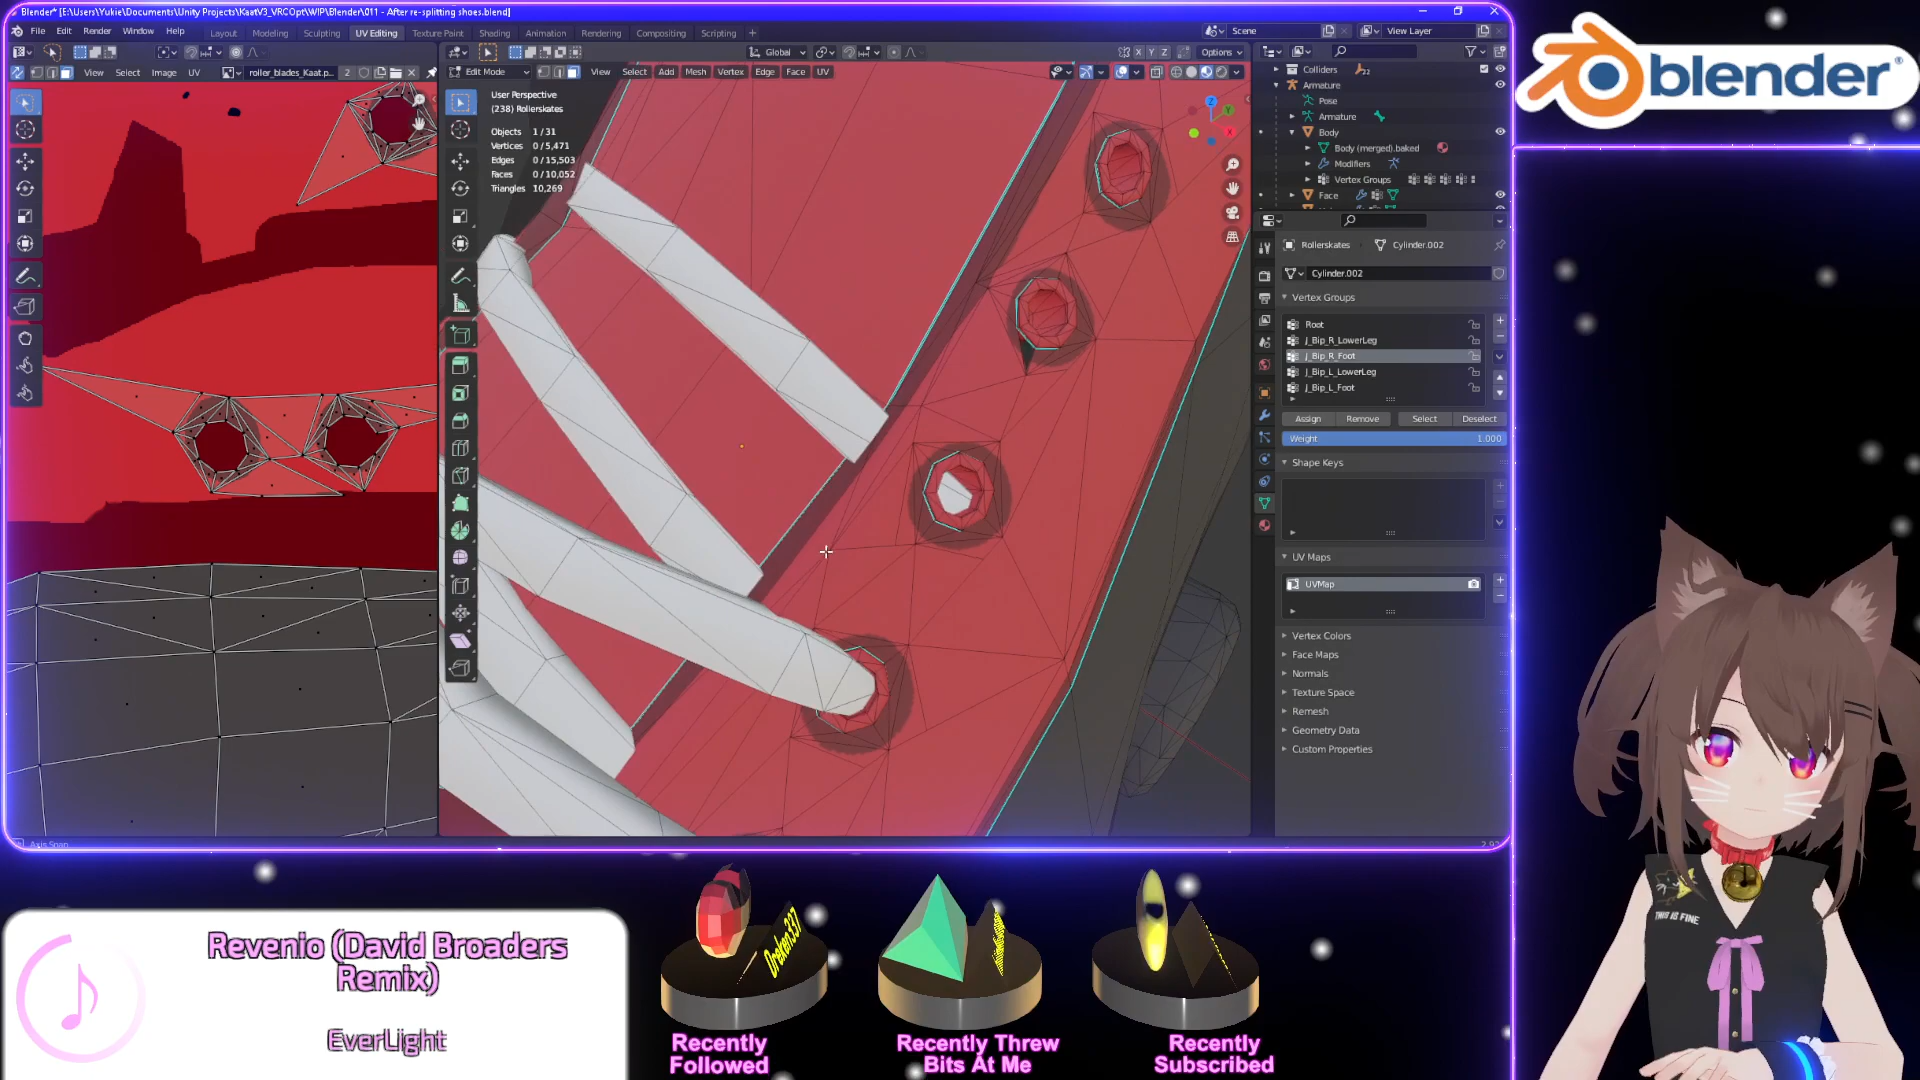 Blender* [E:\Users\Yukie\Documents\Unity Projects\KaatV3_VRCOpt\WIP\Blender\011 - After re-splitting shoes.blend]
File Edit Render Window Help Layout Modeling Sculpting UV Editing Texture Paint Shading Animation Rendering Compositing Scripting + Scene View Layer
Global Options
View Select Image UV roller_blades_Kaat.p... 2 Edit Mode View Select Add Mesh Vertex Edge Face UV
User Perspective
(238) Rollerskates
Objects 1 / 31
Vertices 0 / 5,471
Edges 0 / 15,503
Faces 0 / 10,052
Triangles 10,269
Colliders 22
Armature
Pose
Armature
Body
Body (merged).baked
Modifiers
Vertex Groups
Face
Rollerskates Cylinder.002
Cylinder.002
Vertex Groups
Root
J_Bip_R_LowerLeg
J_Bip_R_Foot
J_Bip_L_LowerLeg
J_Bip_L_Foot
Assign Remove Select Deselect
Weight 1.000
Shape Keys
UV Maps
UVMap
Vertex Colors
Face Maps
Normals
Texture Space
Remesh
Geometry Data
Custom Properties
Axis Snap
blender
THIS IS FINE
Revenio (David Broaders
Remix)
EverLight
Dreken337
Recently
Followed
Recently Threw
Bits At Me
Recently
Subscribed